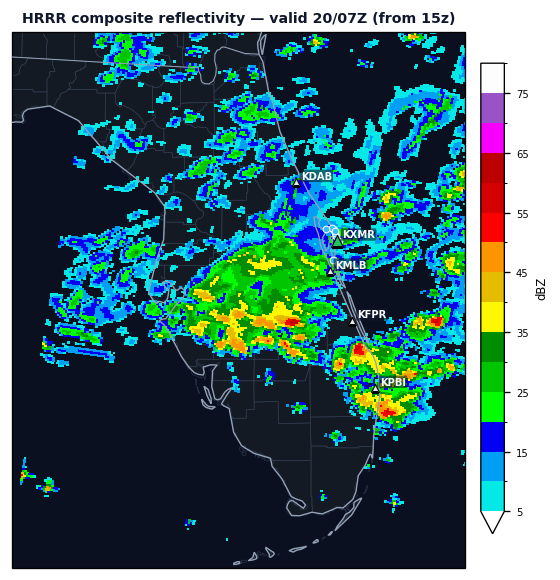 HRRR composite reflectivity — valid 20/07Z (from 15z)
KDAB
KXMR
KMLB
KFPR
KPBI
75
65
55
45
35
25
15
5
dBZ